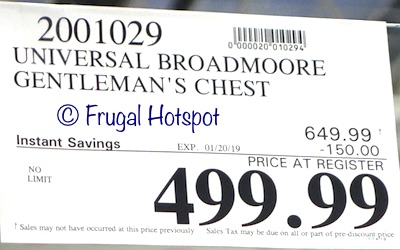 2001029
0000020010294
UNIVERSAL BROADMOORE
GENTLEMAN'S CHEST
© Frugal Hotspot
649.99 †
Instant Savings EXP. 01/20/19 -150.00
PRICE AT REGISTER
NO
LIMIT
499.99
† Sales may not have occurred at this price previously Sales Tax may be due on all or part of pre-discount price